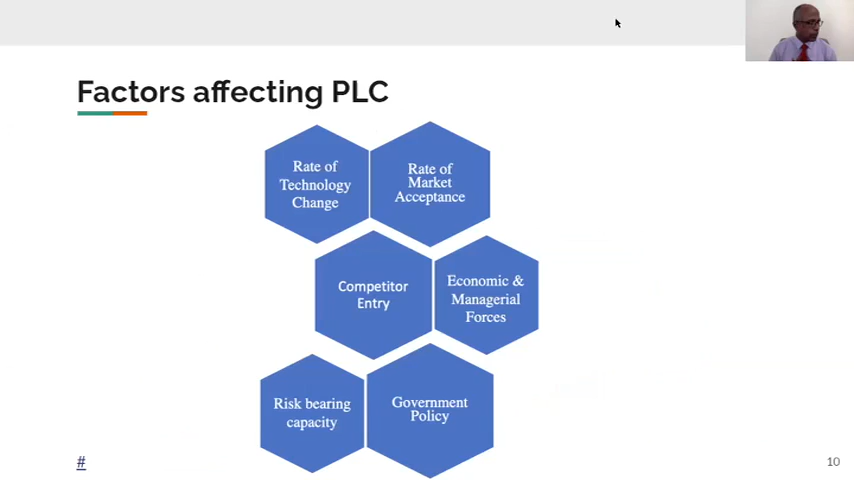 Factors affecting PLC
Rate of
Technology
Change
Rate of
Market
Acceptance
Competitor
Entry
Economic &
Managerial
Forces
Risk bearing
capacity
Government
Policy
#
10